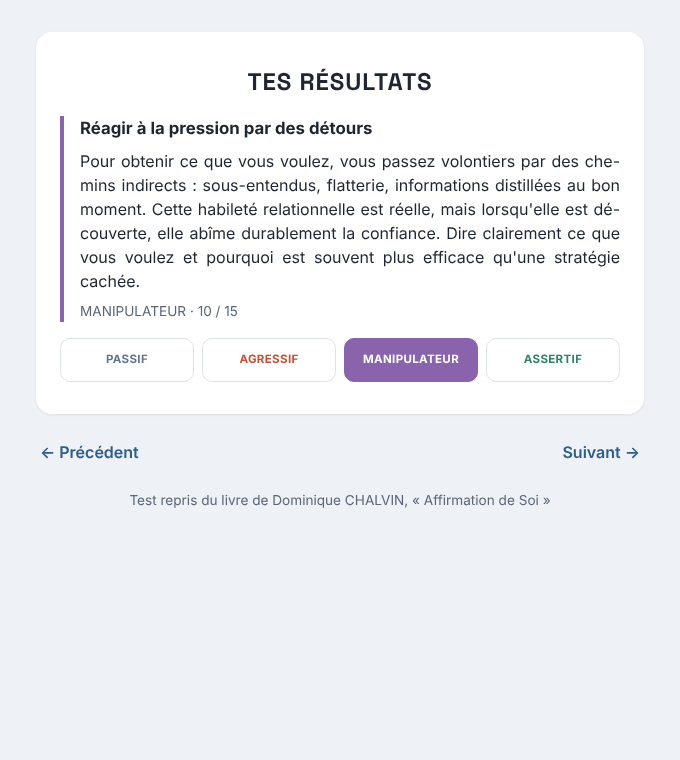 TES RÉSULTATS
Réagir à la pression par des détours
Pour obtenir ce que vous voulez, vous passez volontiers par des che-
mins indirects : sous-entendus, flatterie, informations distillées au bon
moment. Cette habileté relationnelle est réelle, mais lorsqu'elle est dé-
couverte, elle abîme durablement la confiance. Dire clairement ce que
vous voulez et pourquoi est souvent plus efficace qu'une stratégie
cachée.
MANIPULATEUR · 10 / 15
PASSIF
AGRESSIF
MANIPULATEUR
ASSERTIF
← Précédent
Suivant →
Test repris du livre de Dominique CHALVIN, « Affirmation de Soi »